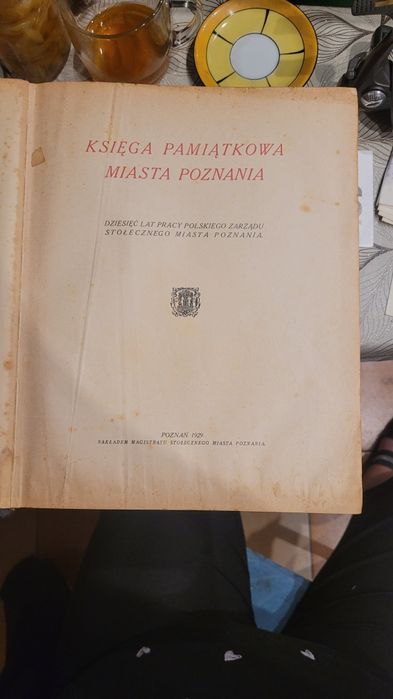 KSIĘGA PAMIĄTKOWA
MIASTA POZNANIA
DZIESIĘĆ LAT PRACY POLSKIEGO ZARZĄDU
STOŁECZNEGO MIASTA POZNANIA.
POZNAŃ 1929
NAKŁADEM MAGISTRATU STOŁECZNEGO MIASTA POZNANIA.